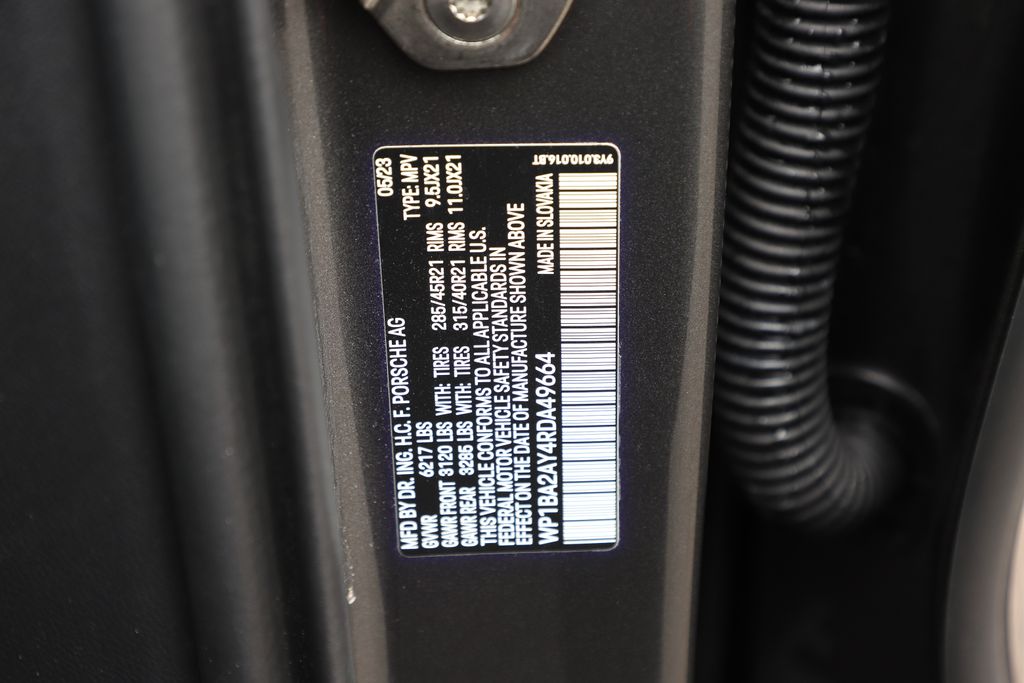 MFD BY DR. ING. H.C. F. PORSCHE AG 05/23
GVWR 6217 LBS TYPE: MPV
GAWR FRONT 3120 LBS WITH: TIRES 285/45R21 RIMS 9.5JX21
GAWR REAR 3285 LBS WITH: TIRES 315/40R21 RIMS 11.0JX21
THIS VEHICLE CONFORMS TO ALL APPLICABLE U.S.
FEDERAL MOTOR VEHICLE SAFETY STANDARDS IN
EFFECT ON THE DATE OF MANUFACTURE SHOWN ABOVE
WP1BA2AY4RDA49664 MADE IN SLOVAKIA
9Y3.010.016.BT